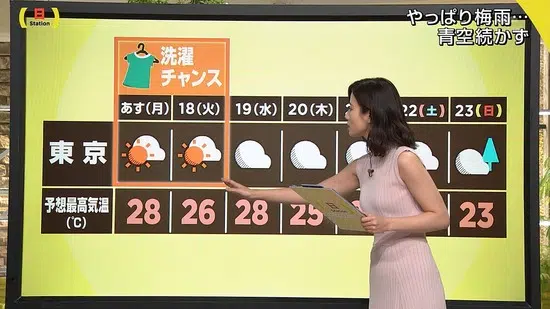 日
Station
やっぱり梅雨…
青空続かず
洗濯
チャンス
あす(月) 18(火) 19(水) 20(木) 22(土) 23(日)
東京
予想最高気温
(℃)
28 26 28 25 23